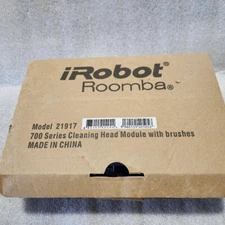 iRobot®
Roomba®
Model 21917
700 Series Cleaning Head Module with brushes
MADE IN CHINA